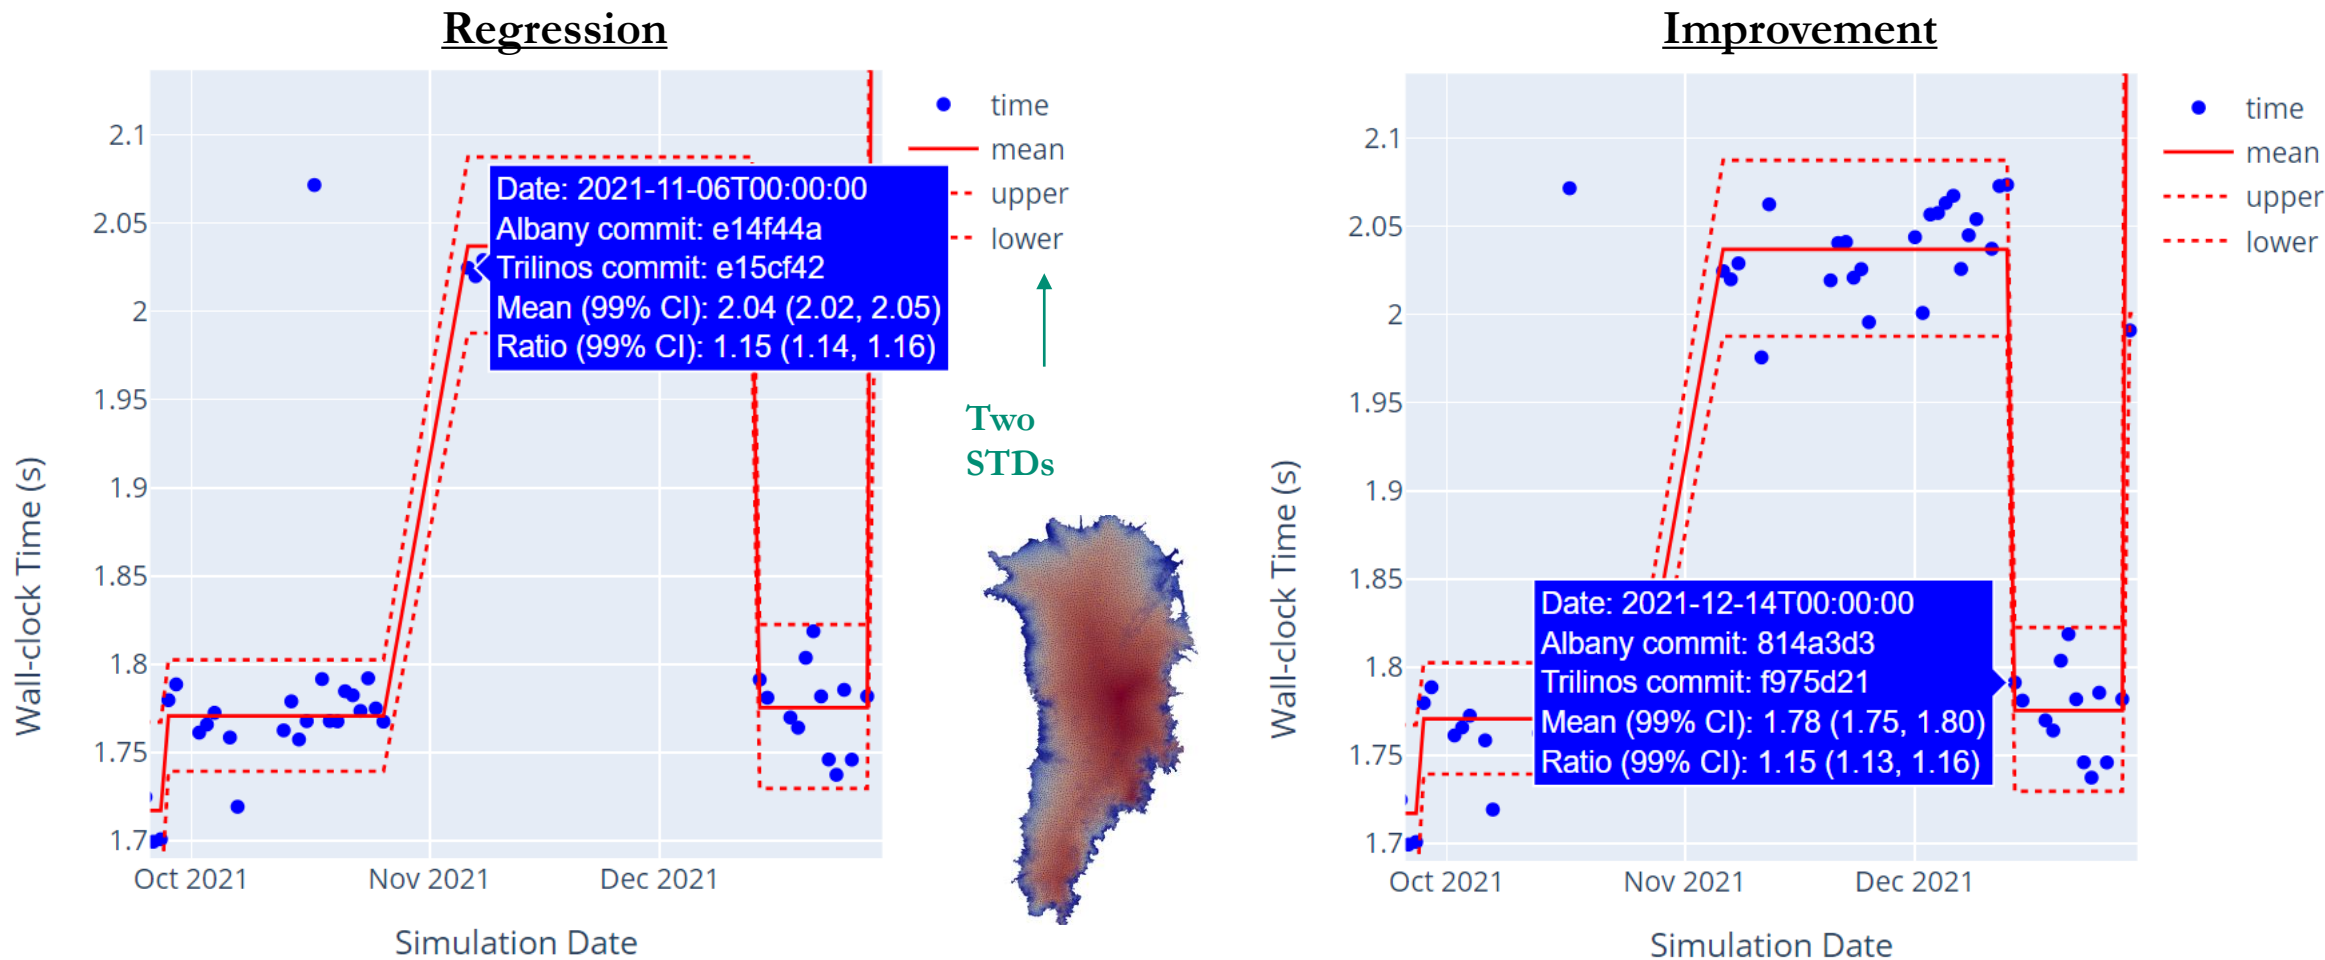 Regression
2.1
2.05
2
1.95
1.9
1.85
1.8
1.75
1.7
Wall-clock Time (s)
Oct 2021
Nov 2021
Dec 2021
Simulation Date
time
mean
upper
lower
Date: 2021-11-06T00:00:00
Albany commit: e14f44a
Trilinos commit: e15cf42
Mean (99% CI): 2.04 (2.02, 2.05)
Ratio (99% CI): 1.15 (1.14, 1.16)
Two
STDs
Improvement
2.1
2.05
2
1.95
1.9
1.85
1.8
1.75
1.7
Wall-clock Time (s)
Oct 2021
Nov 2021
Dec 2021
Simulation Date
time
mean
upper
lower
Date: 2021-12-14T00:00:00
Albany commit: 814a3d3
Trilinos commit: f975d21
Mean (99% CI): 1.78 (1.75, 1.80)
Ratio (99% CI): 1.15 (1.13, 1.16)